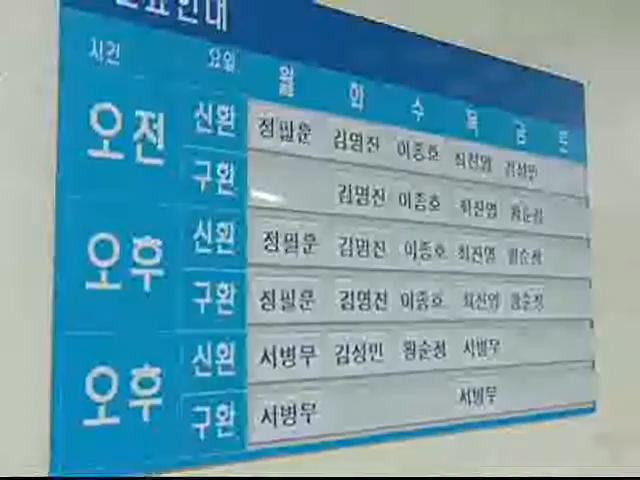 진료안내
시간 요일 월 화 수 목 금 토
오전 신환 정필운 김명진 이종호 최진영 김성민
구환 김명진 이종호 최진영 황순정
오후 신환 정필운 김명진 이종호 최진영 황순정
구환 정필운 김명진 이종호 최진영 황순정
오후 신환 서병무 김성민 황순정 서병무
구환 서병무 서병무